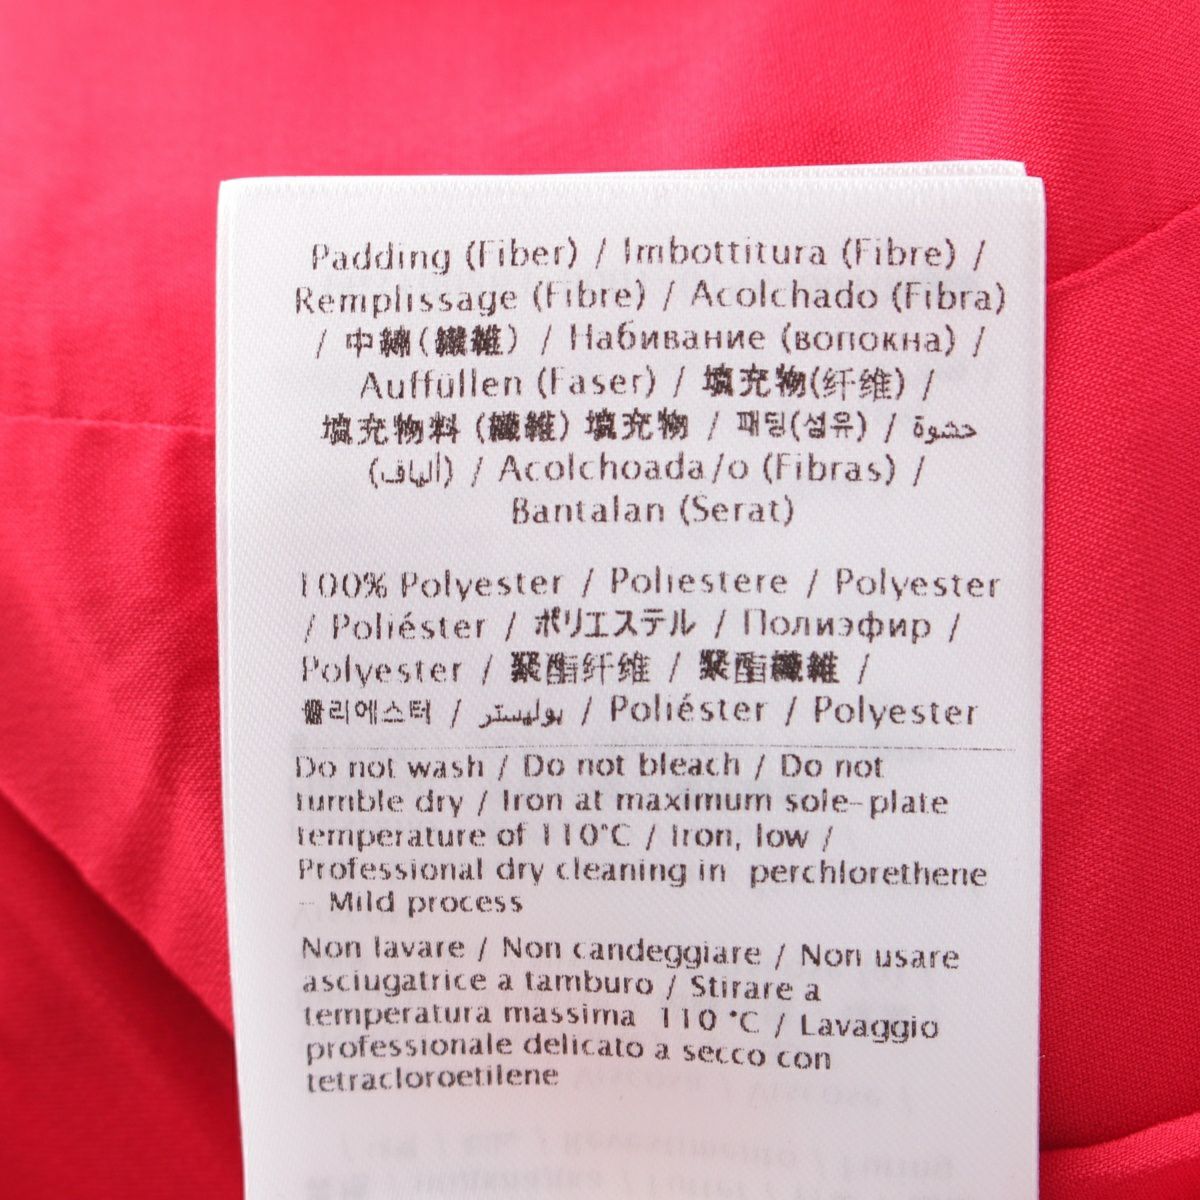 Padding (Fiber) / Imbottitura (Fibre) /
Remplissage (Fibre) / Acolchado (Fibra)
/ 中綿(繊維) / Набивание (вопокна) /
Auffüllen (Faser) / 填充物(纤维) /
填充物料 (纖維) 填充物 / 패딩(섬유) / حشوة
(ألياف) / Acolchoada/o (Fibras) /
Bantalan (Serat)
100% Polyester / Poliestere / Polyester
/ Poliéster / ポリエステル / Полиэфир /
Polyester / 聚酯纤维 / 聚酯纖維 /
폴리에스터 / بوليستر / Poliéster / Polyester
Do not wash / Do not bleach / Do not
tumble dry / Iron at maximum sole-plate
temperature of 110°C / Iron, low /
Professional dry cleaning in perchlorethene
- Mild process
Non lavare / Non candeggiare / Non usare
asciugatrice a tamburo / Stirare a
temperatura massima 110 °C / Lavaggio
professionale delicato a secco con
tetracloroetilene